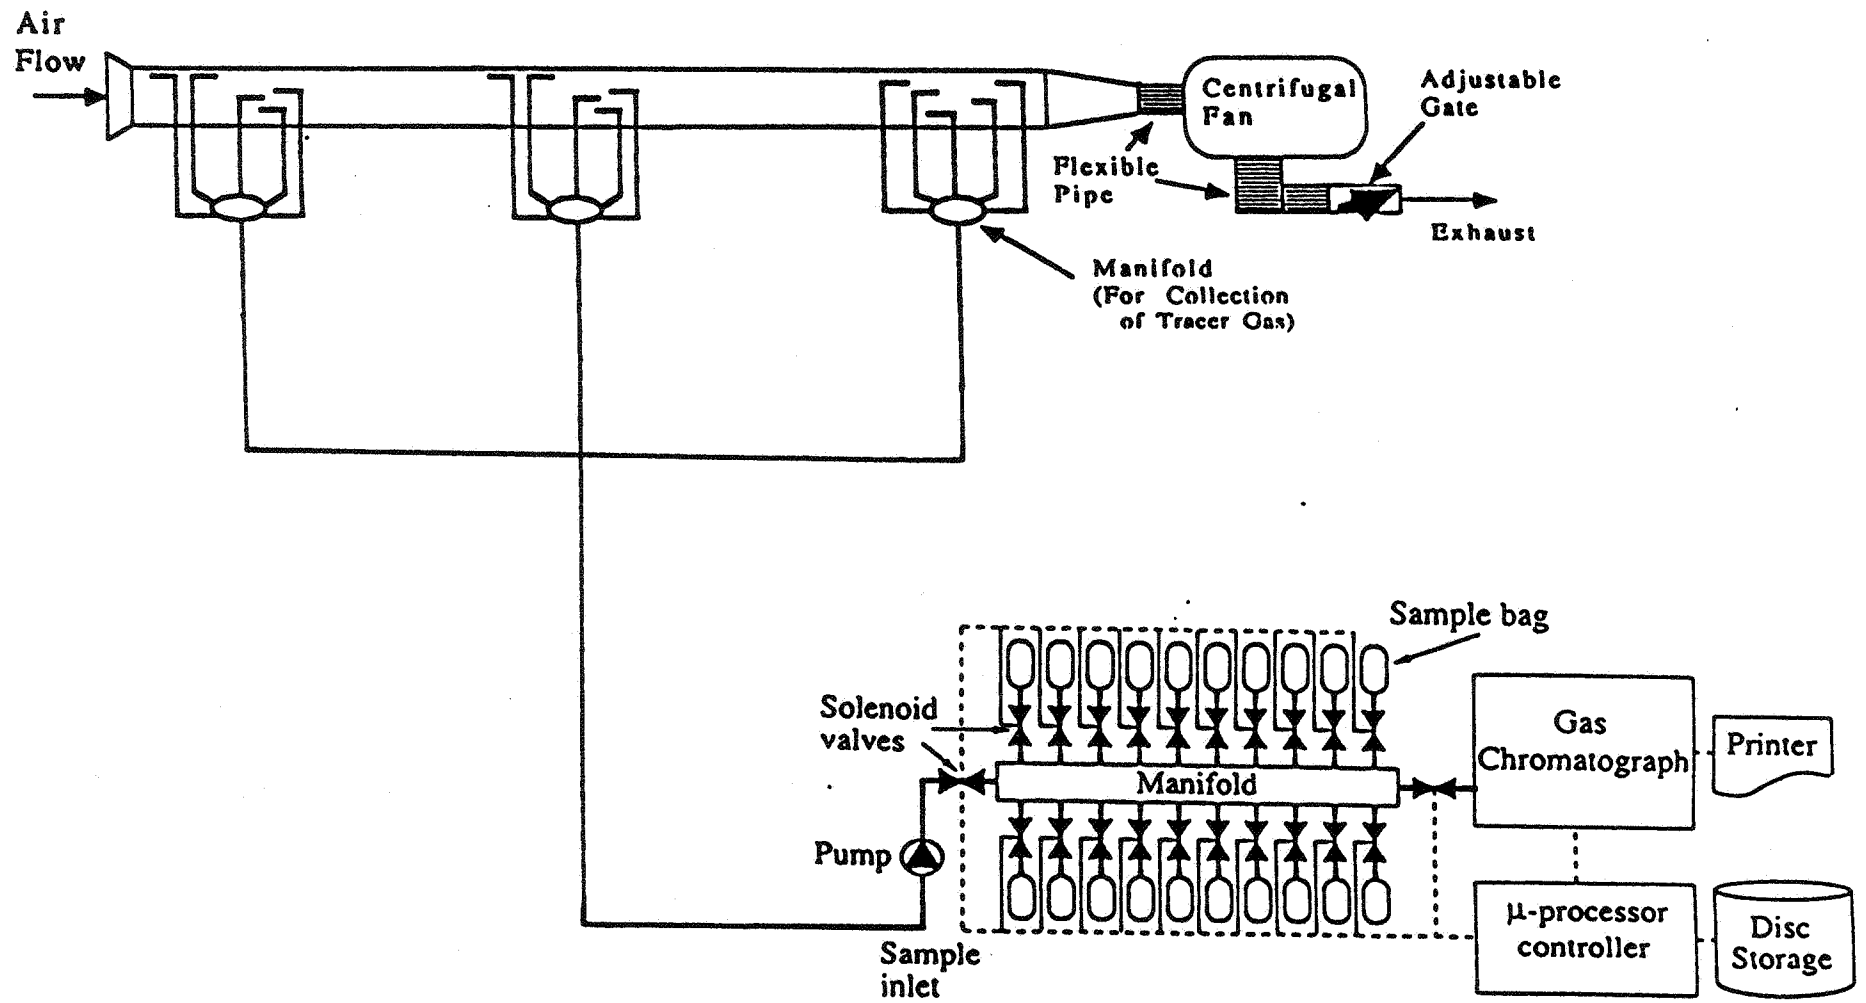 Air
Flow
Centrifugal
Fan
Adjustable
Gate
Flexible
Pipe
Exhaust
Manifold
(For Collection
of Tracer Gas)
Sample bag
Solenoid
valves
Gas
Chromatograph
Printer
Manifold
Pump
μ-processor
controller
Disc
Storage
Sample
inlet